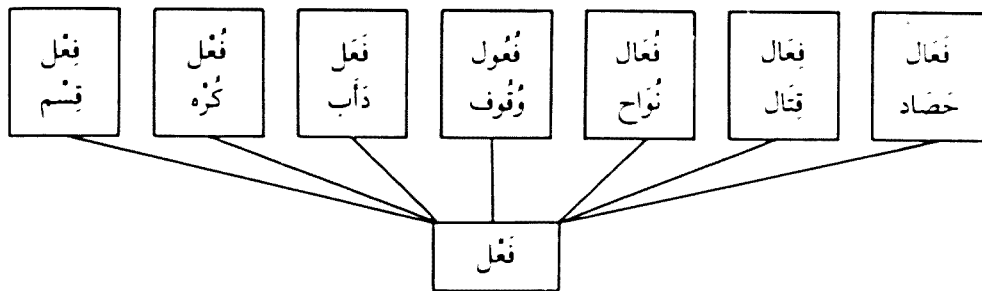 فَعَال فِعَال فُعَال فُعُول فَعَل فُعْل فِعْل
حَصَاد قِتَال نُوَاح وُقُوف دَأَب كُرْه قِسْم
فَعْل